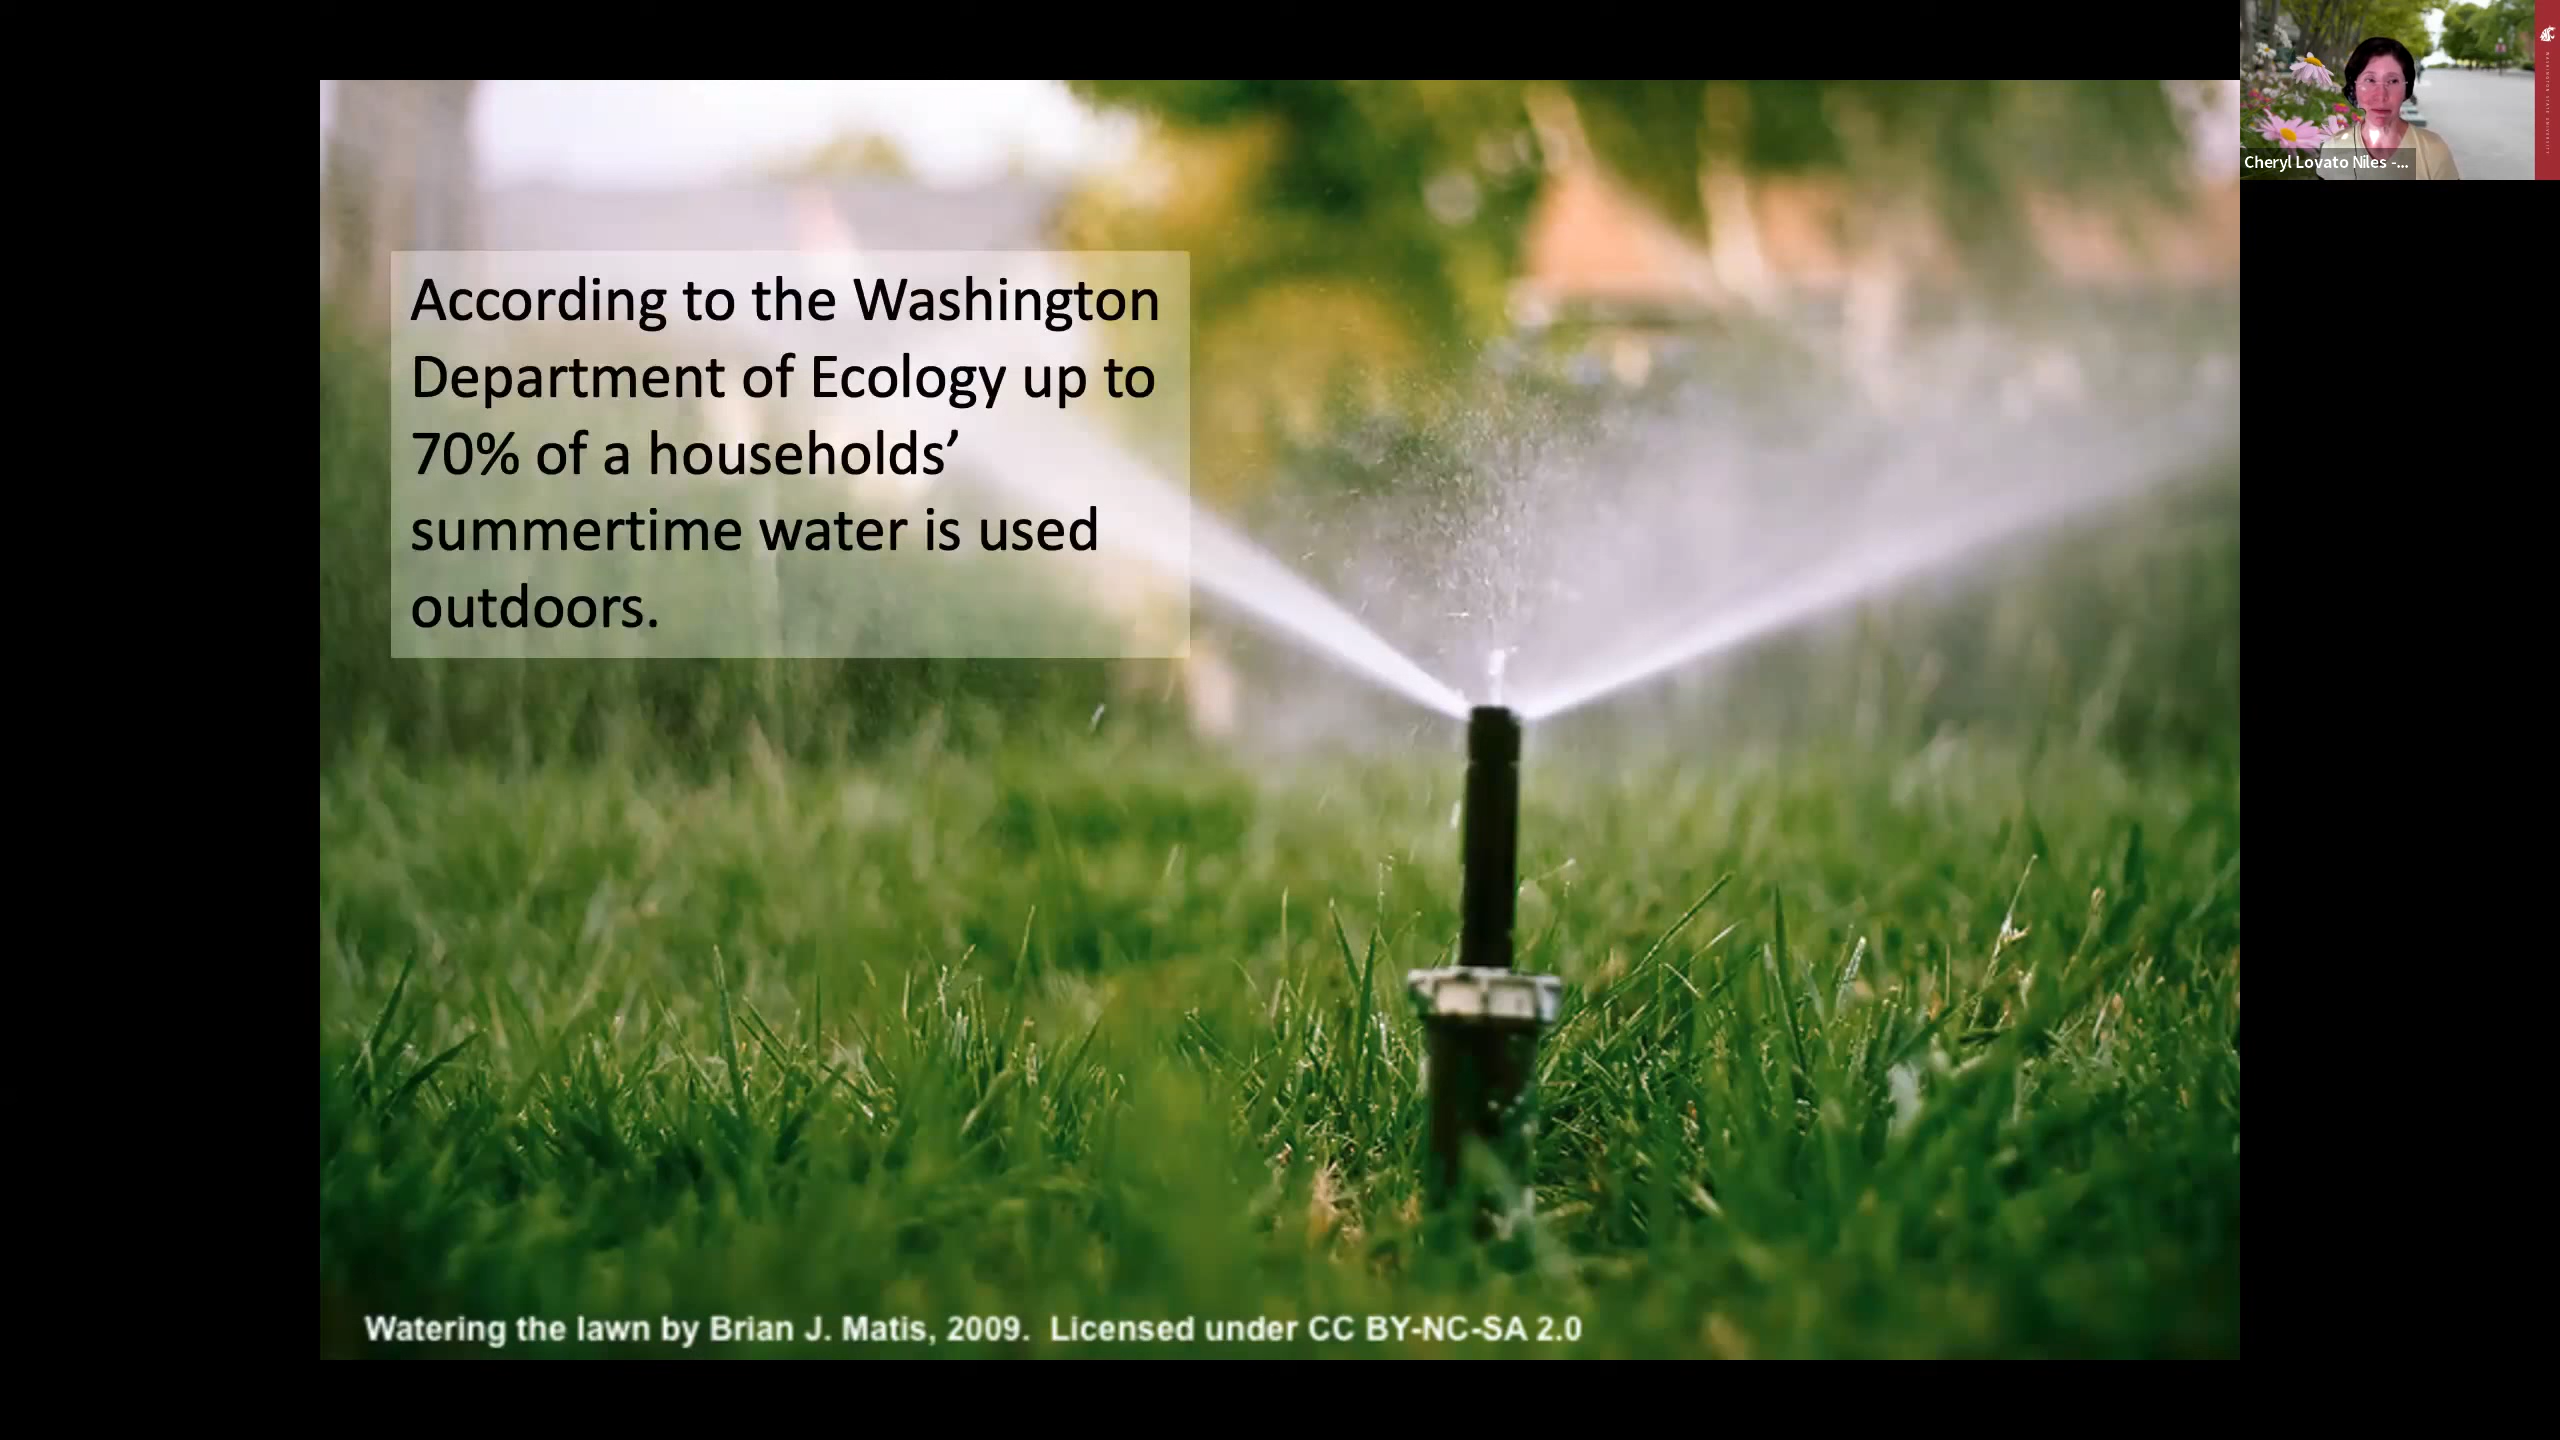 According to the Washington
Department of Ecology up to
70% of a households’
summertime water is used
outdoors.
Cheryl Lovato Niles -...
Watering the lawn by Brian J. Matis, 2009.  Licensed under CC BY-NC-SA 2.0